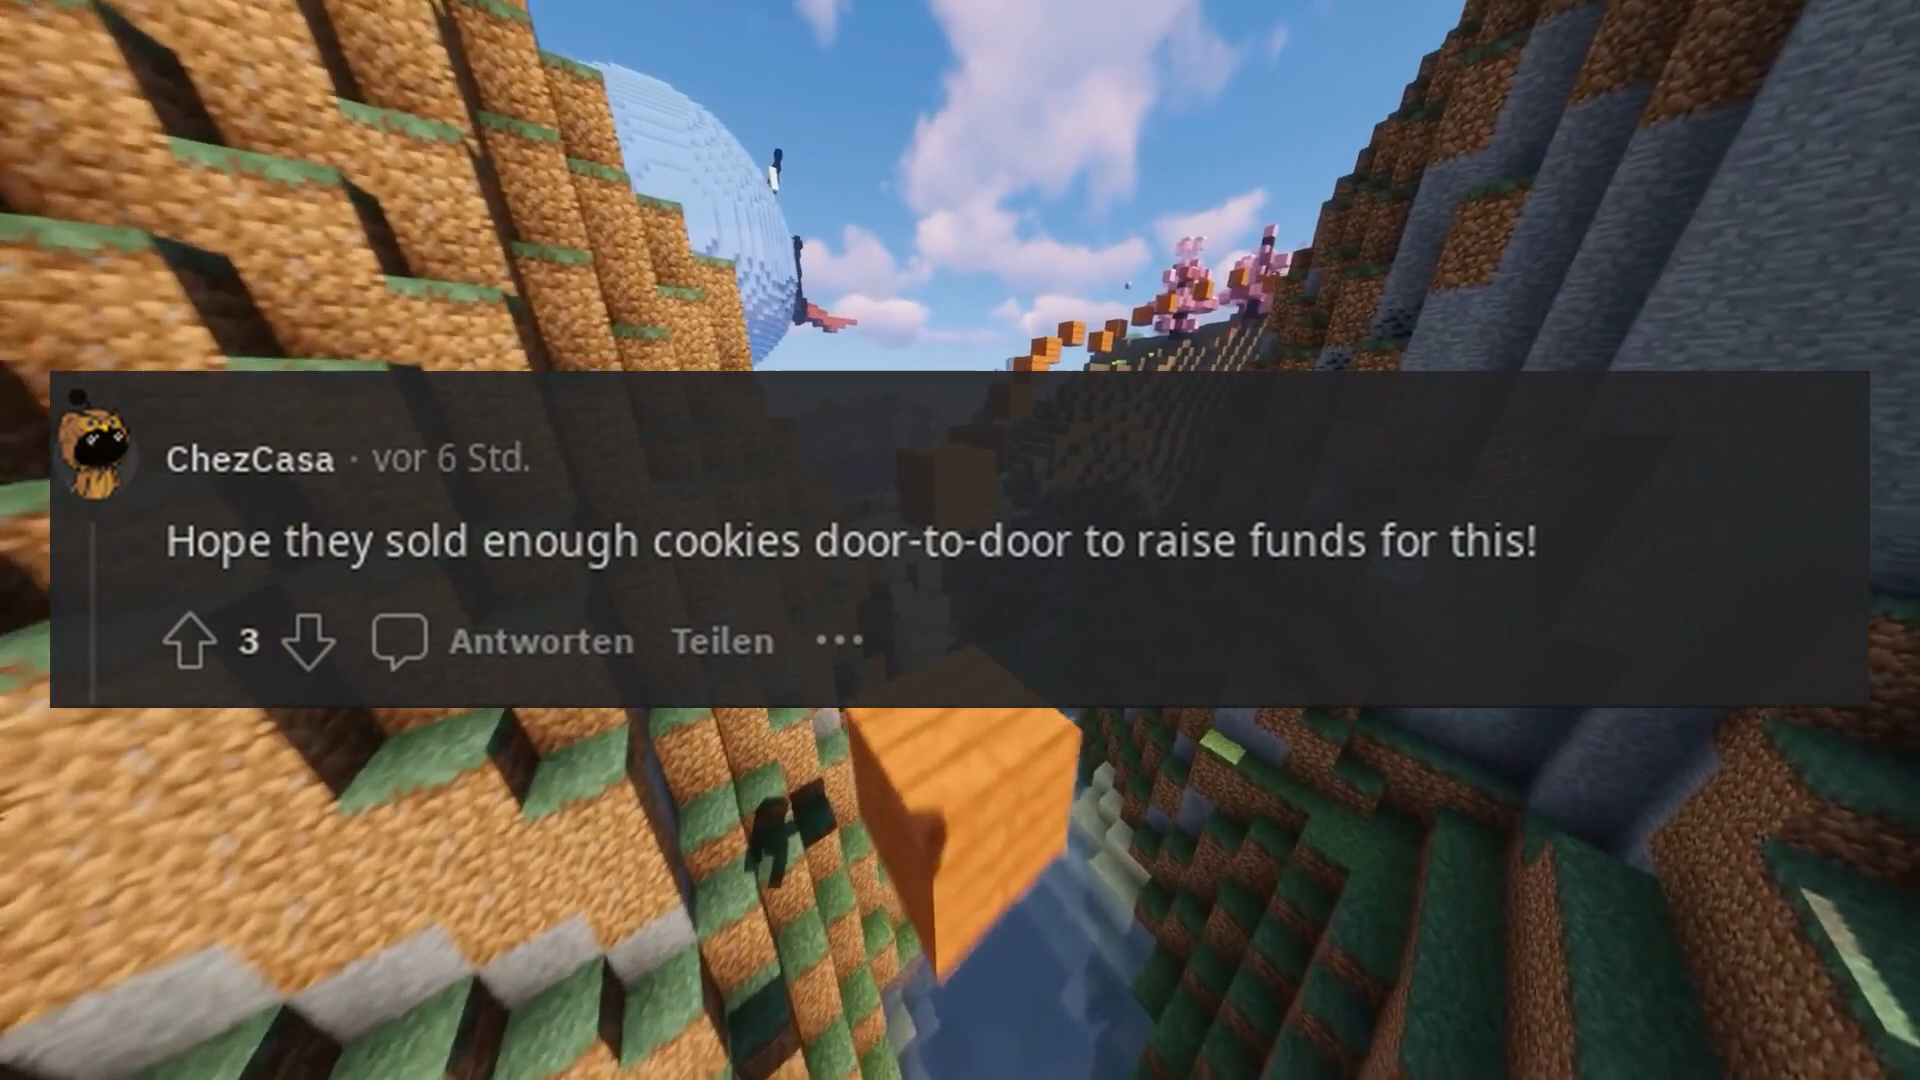 ChezCasa · vor 6 Std.
Hope they sold enough cookies door-to-door to raise funds for this!
3 Antworten Teilen •••